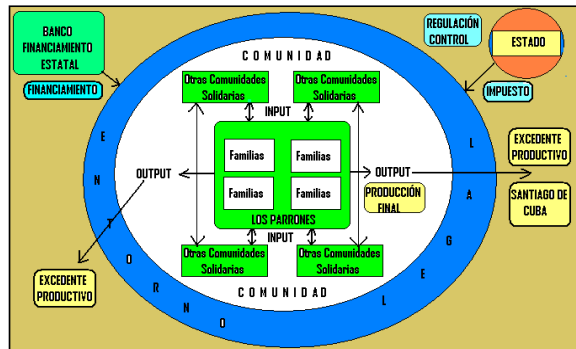 BANCO
FINANCIAMIENTO
ESTATAL
FINANCIAMIENTO
REGULACIÓN
CONTROL
ESTADO
IMPUESTO
COMUNIDAD
Otras Comunidades
Solidarias
Otras Comunidades
Solidarias
INPUT
Familias
Familias
Familias
Familias
LOS PARRONES
OUTPUT
OUTPUT
PRODUCCIÓN
FINAL
EXCEDENTE
PRODUCTIVO
SANTIAGO DE
CUBA
INPUT
Otras Comunidades
Solidarias
Otras Comunidades
Solidarias
EXCEDENTE
PRODUCTIVO
COMUNIDAD
ENTORNO
LEGAL